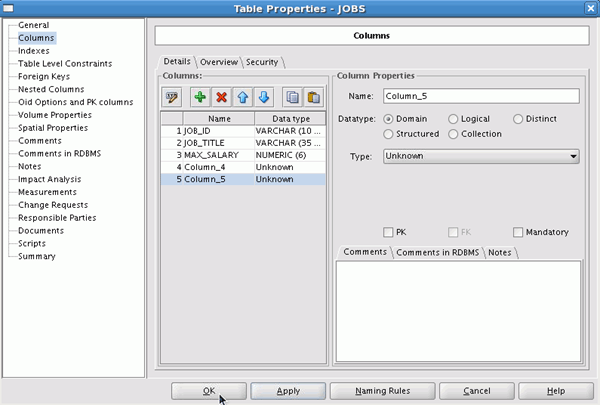 Table Properties - JOBS
General
Columns
Indexes
Table Level Constraints
Foreign Keys
Nested Columns
Oid Options and PK columns
Volume Properties
Spatial Properties
Comments
Comments in RDBMS
Notes
Impact Analysis
Measurements
Change Requests
Responsible Parties
Documents
Scripts
Summary
Columns
Details Overview Security
Columns:
Name Data type
1 JOB_ID VARCHAR (10 ...
2 JOB_TITLE VARCHAR (35 ...
3 MAX_SALARY NUMERIC (6)
4 Column_4 Unknown
5 Column_5 Unknown
Column Properties
Name: Column_5
Datatype: Domain Logical Distinct
Structured Collection
Type: Unknown
PK FK Mandatory
Comments Comments in RDBMS Notes
OK Apply Naming Rules Cancel Help